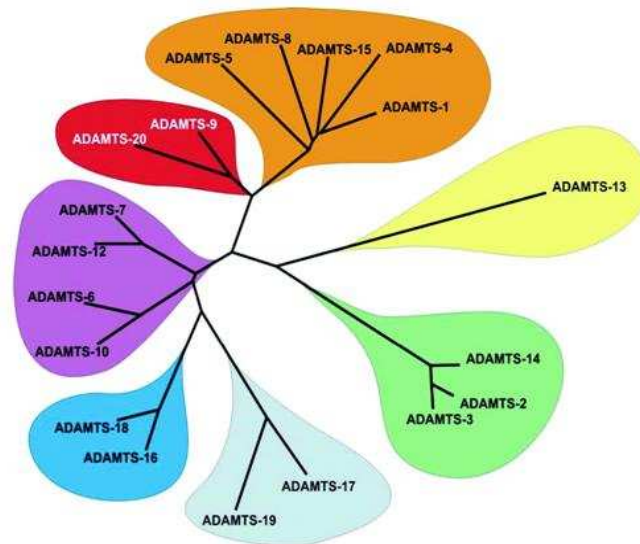 ADAMTS-8
ADAMTS-15
ADAMTS-4
ADAMTS-5
ADAMTS-1
ADAMTS-9
ADAMTS-20
ADAMTS-13
ADAMTS-7
ADAMTS-12
ADAMTS-6
ADAMTS-10
ADAMTS-14
ADAMTS-2
ADAMTS-3
ADAMTS-18
ADAMTS-16
ADAMTS-17
ADAMTS-19